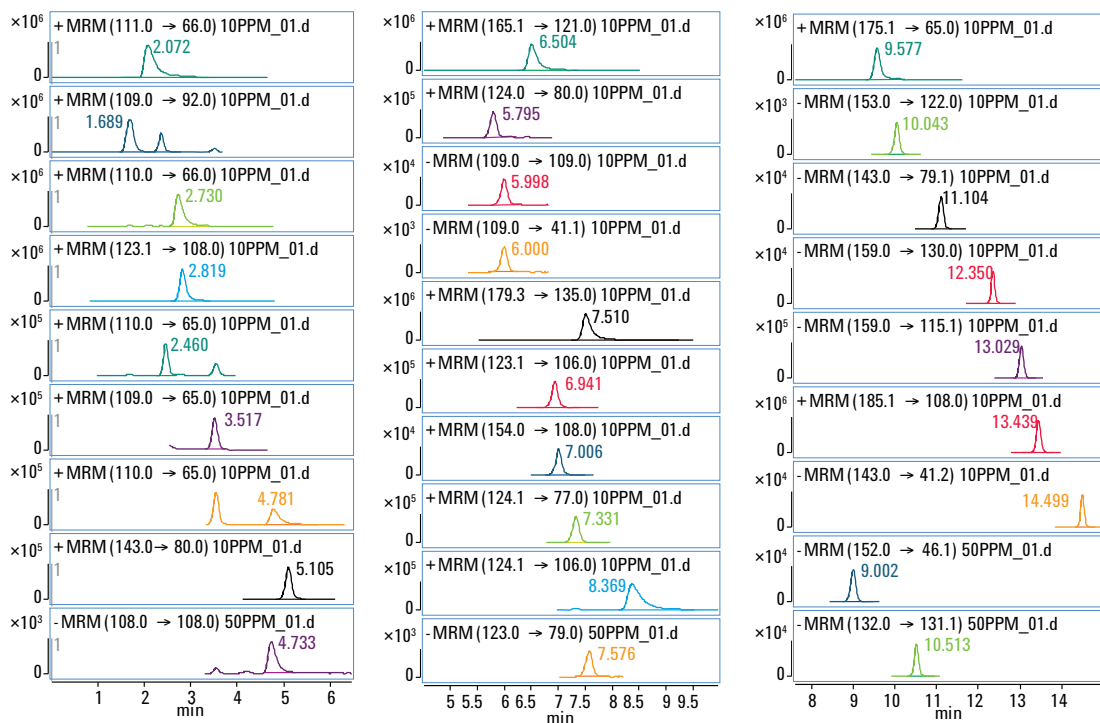 ×10⁶
+ MRM (111.0 → 66.0) 10PPM_01.d
1
2.072
0
×10⁶
+ MRM (109.0 → 92.0) 10PPM_01.d
1
1.689
0
×10⁶
+ MRM (110.0 → 66.0) 10PPM_01.d
1
2.730
0
×10⁶
+ MRM (123.1 → 108.0) 10PPM_01.d
1
2.819
0
×10⁵
+ MRM (110.0 → 65.0) 10PPM_01.d
1
2.460
0
×10⁵
+ MRM (109.0 → 65.0) 10PPM_01.d
1
3.517
0
×10⁵
+ MRM (110.0 → 65.0) 10PPM_01.d
1
4.781
0
×10⁵
+ MRM (143.0→ 80.0) 10PPM_01.d
1
5.105
0
×10³
- MRM (108.0 → 108.0) 50PPM_01.d
1
4.733
0
1 2 3 4 5 6
min
×10⁶
+ MRM (165.1 → 121.0) 10PPM_01.d
6.504
0
×10⁵
+ MRM (124.0 → 80.0) 10PPM_01.d
5.795
0
×10⁴
- MRM (109.0 → 109.0) 10PPM_01.d
5.998
0
×10³
- MRM (109.0 → 41.1) 10PPM_01.d
6.000
0
×10⁶
+ MRM (179.3 → 135.0) 10PPM_01.d
7.510
0
×10⁵
+ MRM (123.1 → 106.0) 10PPM_01.d
6.941
0
×10⁴
- MRM (154.0 → 108.0) 10PPM_01.d
7.006
0
×10⁵
+ MRM (124.1 → 77.0) 10PPM_01.d
7.331
0
×10⁵
+ MRM (124.1 → 106.0) 10PPM_01.d
8.369
0
×10³
- MRM (123.0 → 79.0) 50PPM_01.d
7.576
0
5 5.5 6 6.5 7 7.5 8 8.5 9 9.5
min
×10⁶
+ MRM (175.1 → 65.0) 10PPM_01.d
9.577
0
×10³
- MRM (153.0 → 122.0) 10PPM_01.d
10.043
0
×10⁴
- MRM (143.0 → 79.1) 10PPM_01.d
11.104
0
×10⁴
- MRM (159.0 → 130.0) 10PPM_01.d
12.350
0
×10⁵
- MRM (159.0 → 115.1) 10PPM_01.d
13.029
0
×10⁶
+ MRM (185.1 → 108.0) 10PPM_01.d
13.439
0
- MRM (143.0 → 41.2) 10PPM_01.d
×10⁴
14.499
0
- MRM (152.0 → 46.1) 50PPM_01.d
×10⁴
9.002
0
- MRM (132.0 → 131.1) 50PPM_01.d
×10⁴
10.513
0
8 9 10 11 12 13 14
min